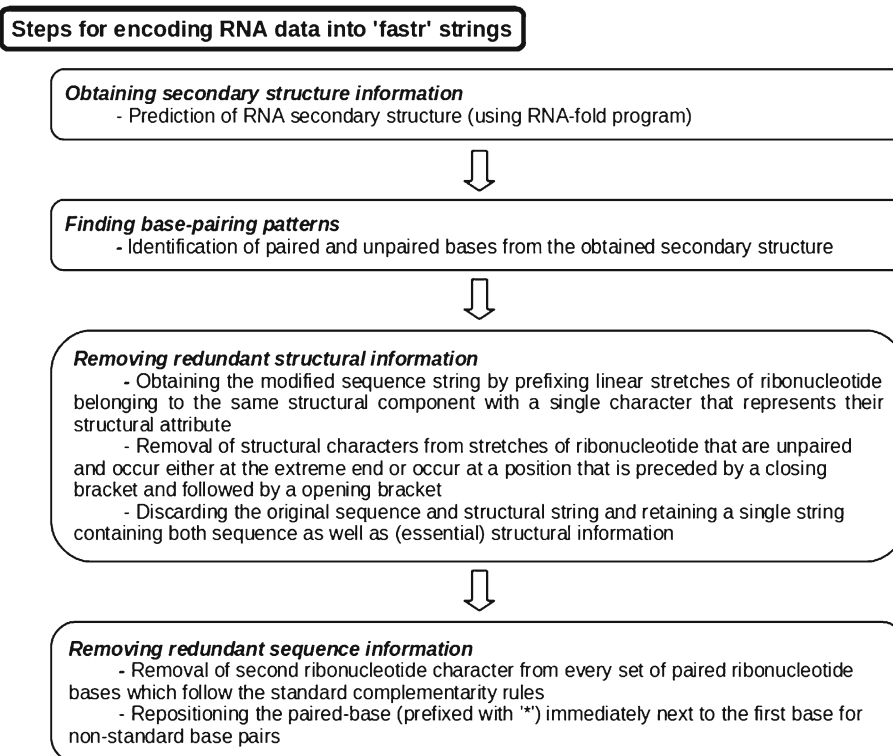 Steps for encoding RNA data into 'fastr' strings
Obtaining secondary structure information
- Prediction of RNA secondary structure (using RNA-fold program)
Finding base-pairing patterns
- Identification of paired and unpaired bases from the obtained secondary structure
Removing redundant structural information
- Obtaining the modified sequence string by prefixing linear stretches of ribonucleotide
belonging to the same structural component with a single character that represents their
structural attribute
- Removal of structural characters from stretches of ribonucleotide that are unpaired
and occur either at the extreme end or occur at a position that is preceded by a closing
bracket and followed by a opening bracket
- Discarding the original sequence and structural string and retaining a single string
containing both sequence as well as (essential) structural information
Removing redundant sequence information
- Removal of second ribonucleotide character from every set of paired ribonucleotide
bases which follow the standard complementarity rules
- Repositioning the paired-base (prefixed with '*') immediately next to the first base for
non-standard base pairs